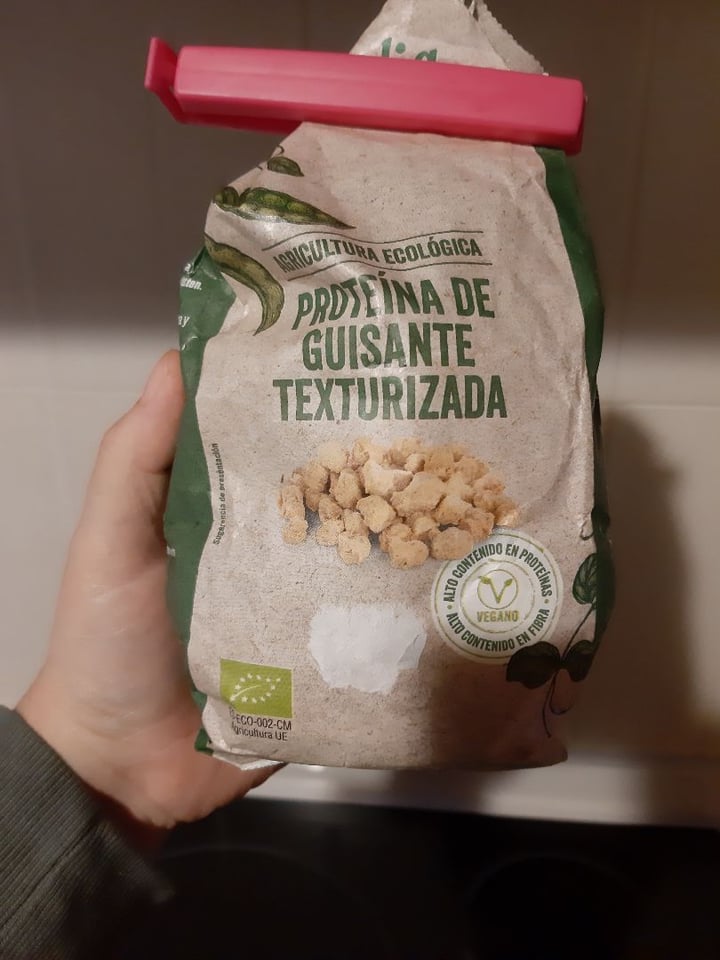 AGRICULTURA ECOLÓGICA
PROTEÍNA DE
GUISANTE
TEXTURIZADA
Sugerencia de presentación
ALTO CONTENIDO EN PROTEÍNAS
VEGANO
ALTO CONTENIDO EN FIBRA
ECO-002-CM
Agricultura UE